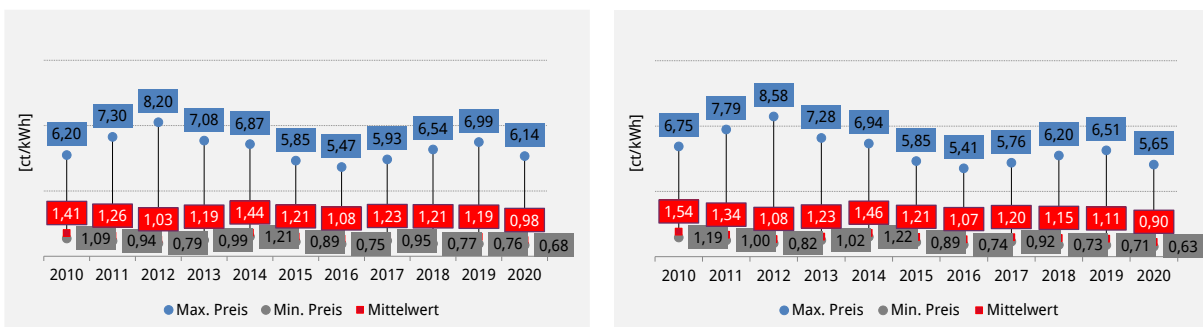 [ct/kWh]
6,20 7,30 8,20 7,08 6,87 5,85 5,47 5,93 6,54 6,99 6,14
1,41 1,26 1,03 1,19 1,44 1,21 1,08 1,23 1,21 1,19 0,98
1,09 0,94 0,79 0,99 1,21 0,89 0,75 0,95 0,77 0,76 0,68
2010 2011 2012 2013 2014 2015 2016 2017 2018 2019 2020
Max. Preis Min. Preis Mittelwert
[ct/kWh]
6,75 7,79 8,58 7,28 6,94 5,85 5,41 5,76 6,20 6,51 5,65
1,54 1,34 1,08 1,23 1,46 1,21 1,07 1,20 1,15 1,11 0,90
1,19 1,00 0,82 1,02 1,22 0,89 0,74 0,92 0,73 0,71 0,63
2010 2011 2012 2013 2014 2015 2016 2017 2018 2019 2020
Max. Preis Min. Preis Mittelwert